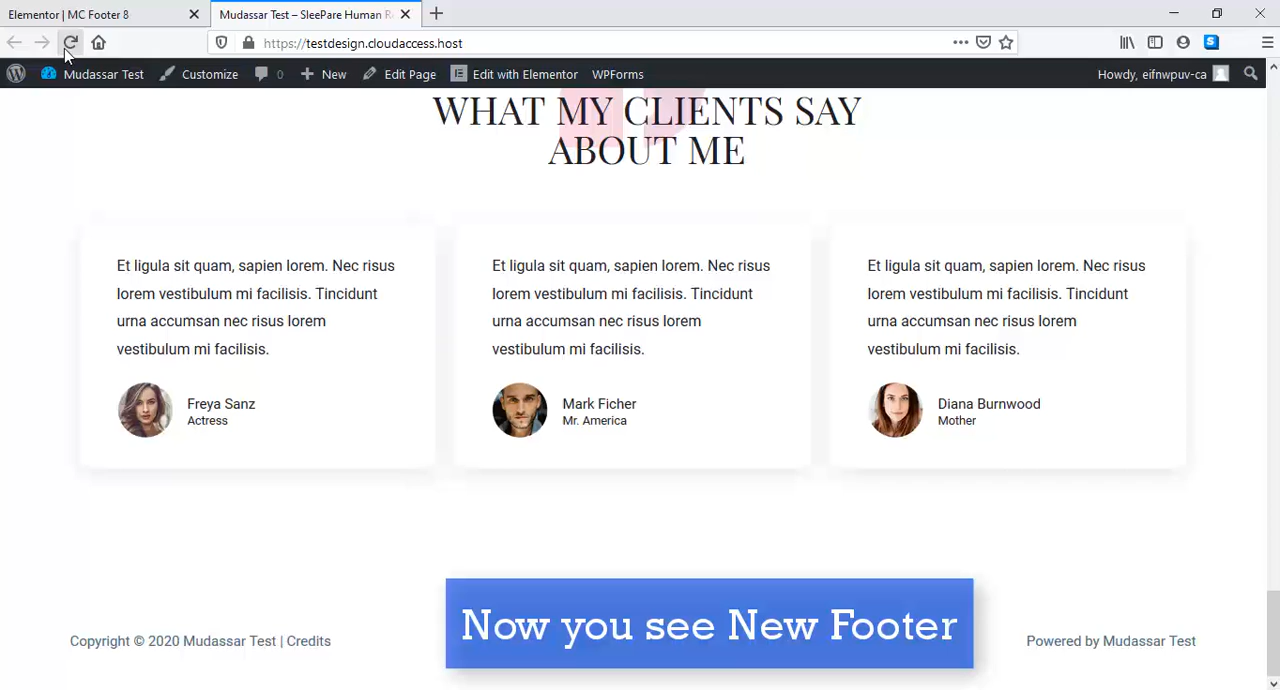 Elementor | MC Footer 8
Mudassar Test – SleePare Human R
https://testdesign.cloudaccess.host
Mudassar Test
Customize
0
New
Edit Page
Edit with Elementor
WPForms
Howdy, eifnwpuv-ca
WHAT MY CLIENTS SAY
ABOUT ME
Et ligula sit quam, sapien lorem. Nec risus
lorem vestibulum mi facilisis. Tincidunt
urna accumsan nec risus lorem
vestibulum mi facilisis.
Freya Sanz
Actress
Et ligula sit quam, sapien lorem. Nec risus
lorem vestibulum mi facilisis. Tincidunt
urna accumsan nec risus lorem
vestibulum mi facilisis.
Mark Ficher
Mr. America
Et ligula sit quam, sapien lorem. Nec risus
lorem vestibulum mi facilisis. Tincidunt
urna accumsan nec risus lorem
vestibulum mi facilisis.
Diana Burnwood
Mother
Now you see New Footer
Copyright © 2020 Mudassar Test | Credits
Powered by Mudassar Test